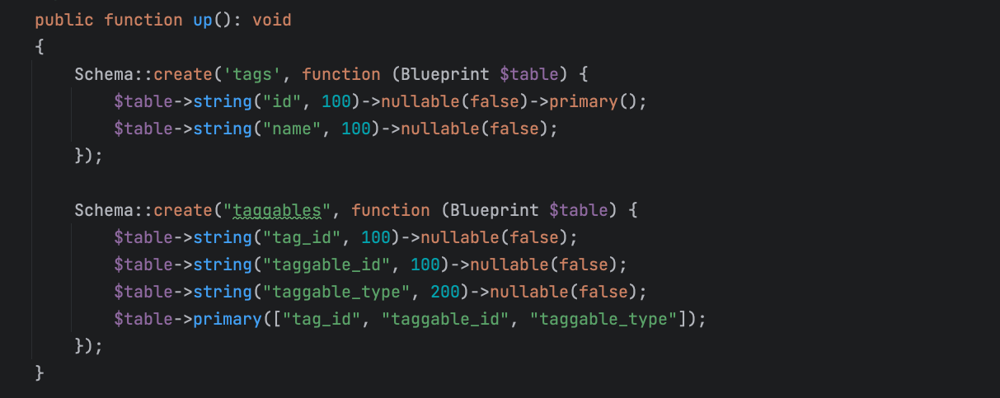 public function up(): void
{
    Schema::create('tags', function (Blueprint $table) {
        $table->string("id", 100)->nullable(false)->primary();
        $table->string("name", 100)->nullable(false);
    });

    Schema::create("taggables", function (Blueprint $table) {
        $table->string("tag_id", 100)->nullable(false);
        $table->string("taggable_id", 100)->nullable(false);
        $table->string("taggable_type", 200)->nullable(false);
        $table->primary(["tag_id", "taggable_id", "taggable_type"]);
    });
}